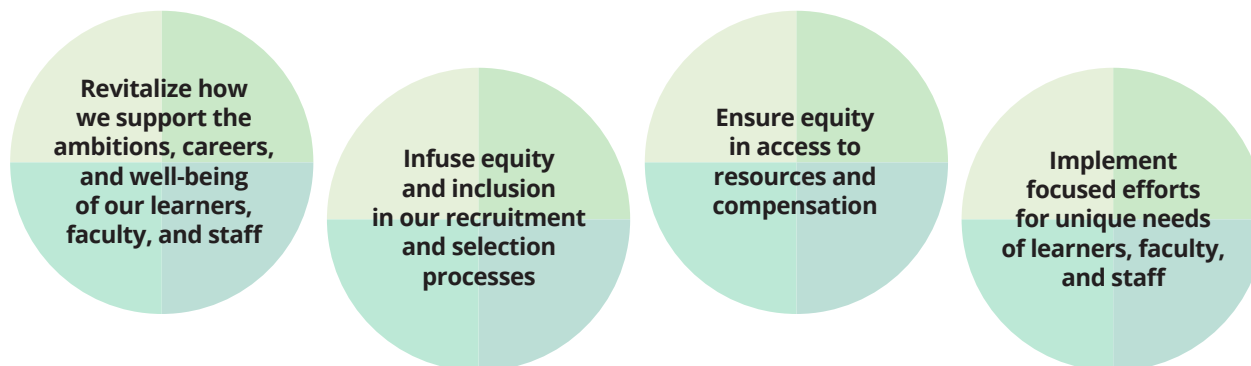 Revitalize how
we support the
ambitions, careers,
and well-being
of our learners,
faculty, and staff
Infuse equity
and inclusion
in our recruitment
and selection
processes
Ensure equity
in access to
resources and
compensation
Implement
focused efforts
for unique needs
of learners, faculty,
and staff